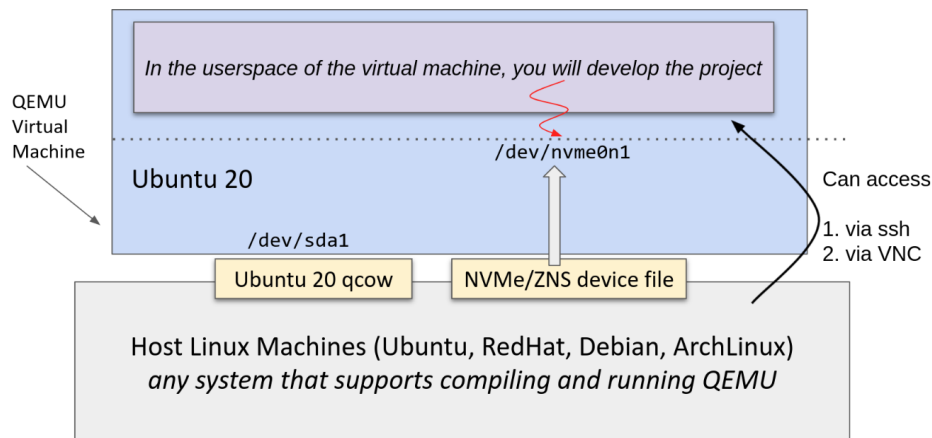 In the userspace of the virtual machine, you will develop the project
QEMU
Virtual
Machine
/dev/nvme0n1
Ubuntu 20
Can access
1. via ssh
2. via VNC
/dev/sda1
Ubuntu 20 qcow
NVMe/ZNS device file
Host Linux Machines (Ubuntu, RedHat, Debian, ArchLinux)
any system that supports compiling and running QEMU